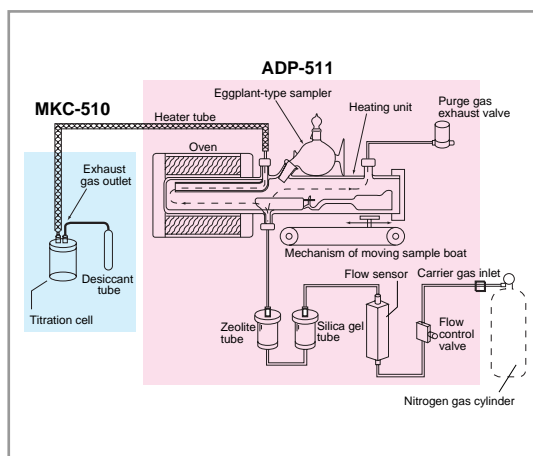 ADP-511
Eggplant-type sampler
MKC-510
Heater tube
Heating unit
Purge gas
exhaust valve
Oven
Exhaust
gas outlet
Desiccant
tube
Titration cell
Mechanism of moving sample boat
Flow sensor
Carrier gas inlet
Zeolite
tube
Silica gel
tube
Flow
control
valve
Nitrogen gas cylinder